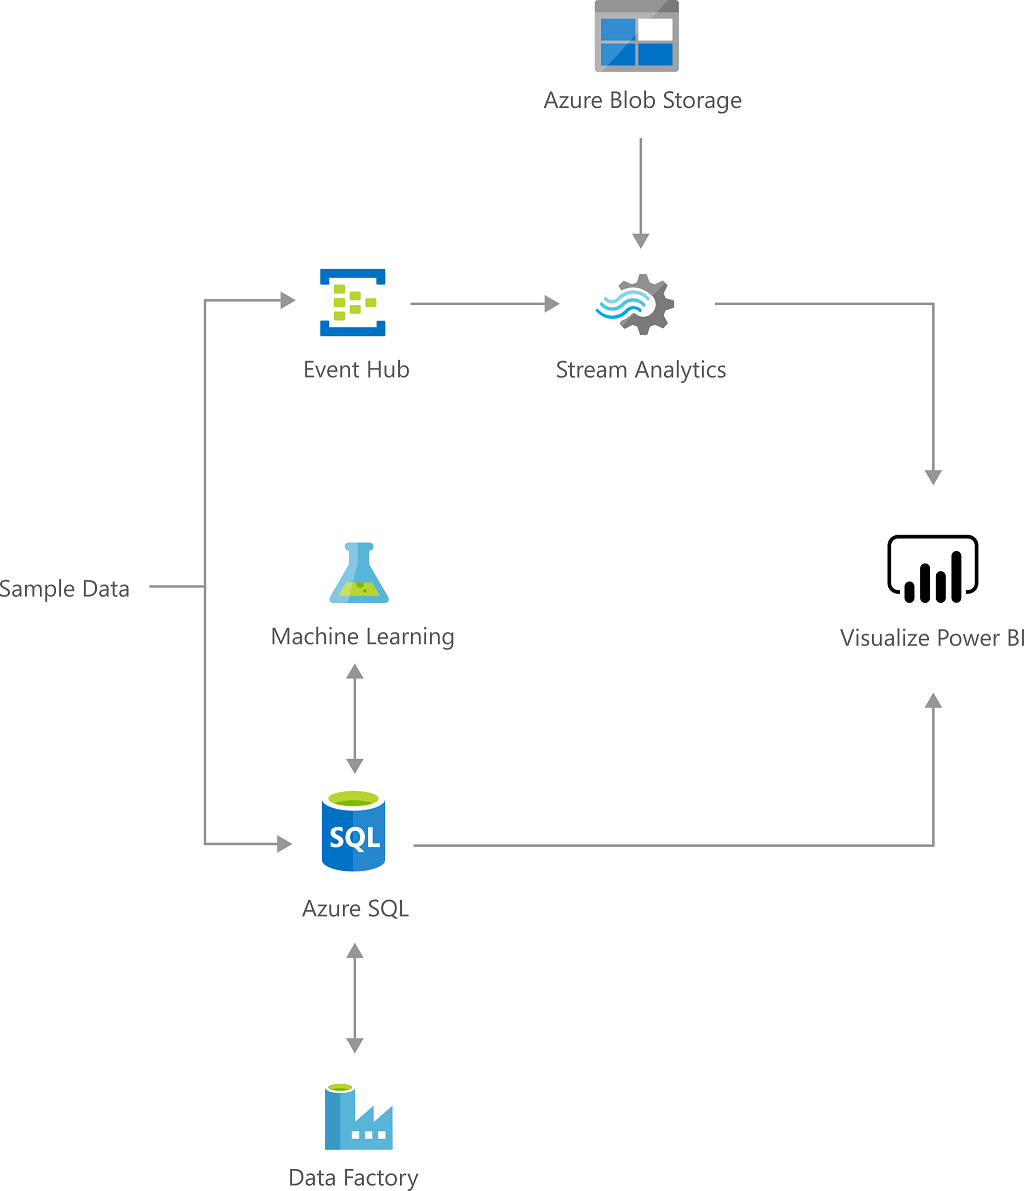 Azure Blob Storage
Event Hub
Stream Analytics
Sample Data
Machine Learning
Visualize Power BI
SQL
Azure SQL
Data Factory